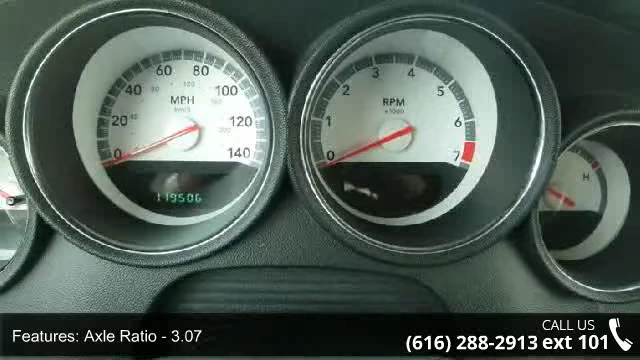 0 20 40 60 80 100 120 140
MPH
km/h
119506
0 1 2 3 4 5 6 7
RPM
x1000
H
Features: Axle Ratio - 3.07
CALL US
(616) 288-2913 ext 101